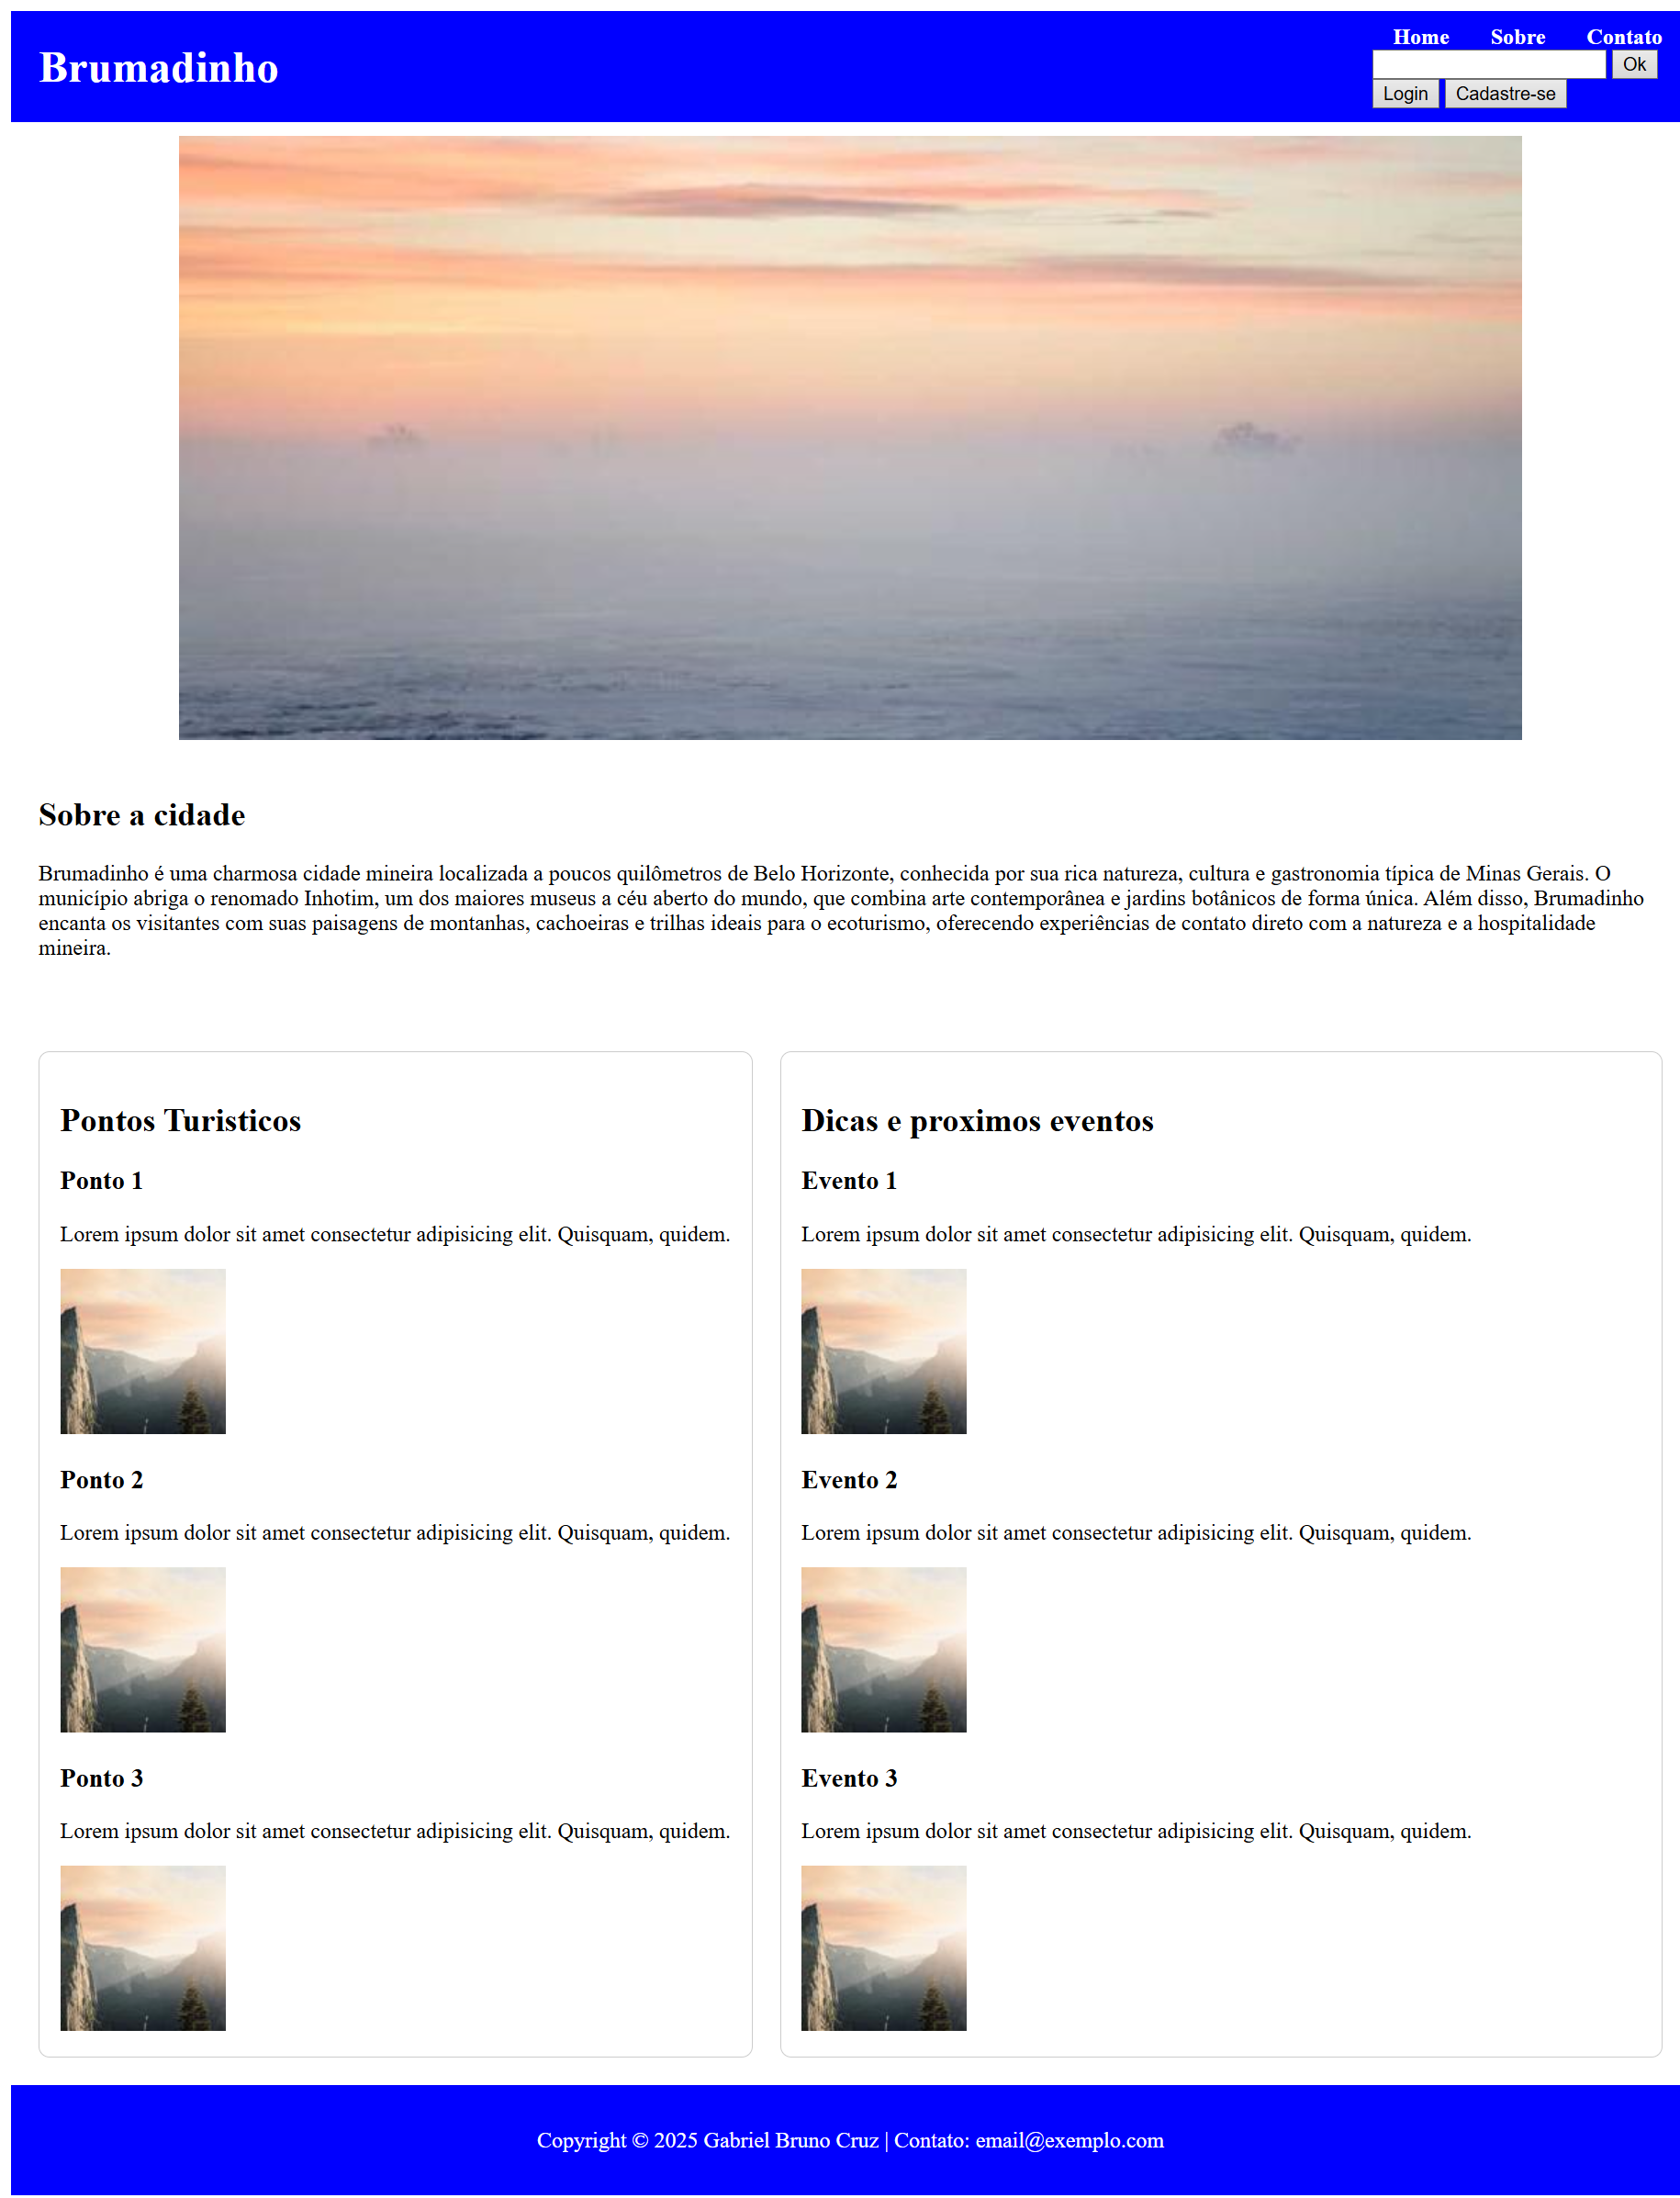 Brumadinho
Home Sobre Contato
Ok
Login Cadastre-se
Sobre a cidade
Brumadinho é uma charmosa cidade mineira localizada a poucos quilômetros de Belo Horizonte, conhecida por sua rica natureza, cultura e gastronomia típica de Minas Gerais. O
município abriga o renomado Inhotim, um dos maiores museus a céu aberto do mundo, que combina arte contemporânea e jardins botânicos de forma única. Além disso, Brumadinho
encanta os visitantes com suas paisagens de montanhas, cachoeiras e trilhas ideais para o ecoturismo, oferecendo experiências de contato direto com a natureza e a hospitalidade
mineira.
Pontos Turisticos
Ponto 1
Lorem ipsum dolor sit amet consectetur adipisicing elit. Quisquam, quidem.
Ponto 2
Lorem ipsum dolor sit amet consectetur adipisicing elit. Quisquam, quidem.
Ponto 3
Lorem ipsum dolor sit amet consectetur adipisicing elit. Quisquam, quidem.
Dicas e proximos eventos
Evento 1
Lorem ipsum dolor sit amet consectetur adipisicing elit. Quisquam, quidem.
Evento 2
Lorem ipsum dolor sit amet consectetur adipisicing elit. Quisquam, quidem.
Evento 3
Lorem ipsum dolor sit amet consectetur adipisicing elit. Quisquam, quidem.
Copyright © 2025 Gabriel Bruno Cruz | Contato: email@exemplo.com